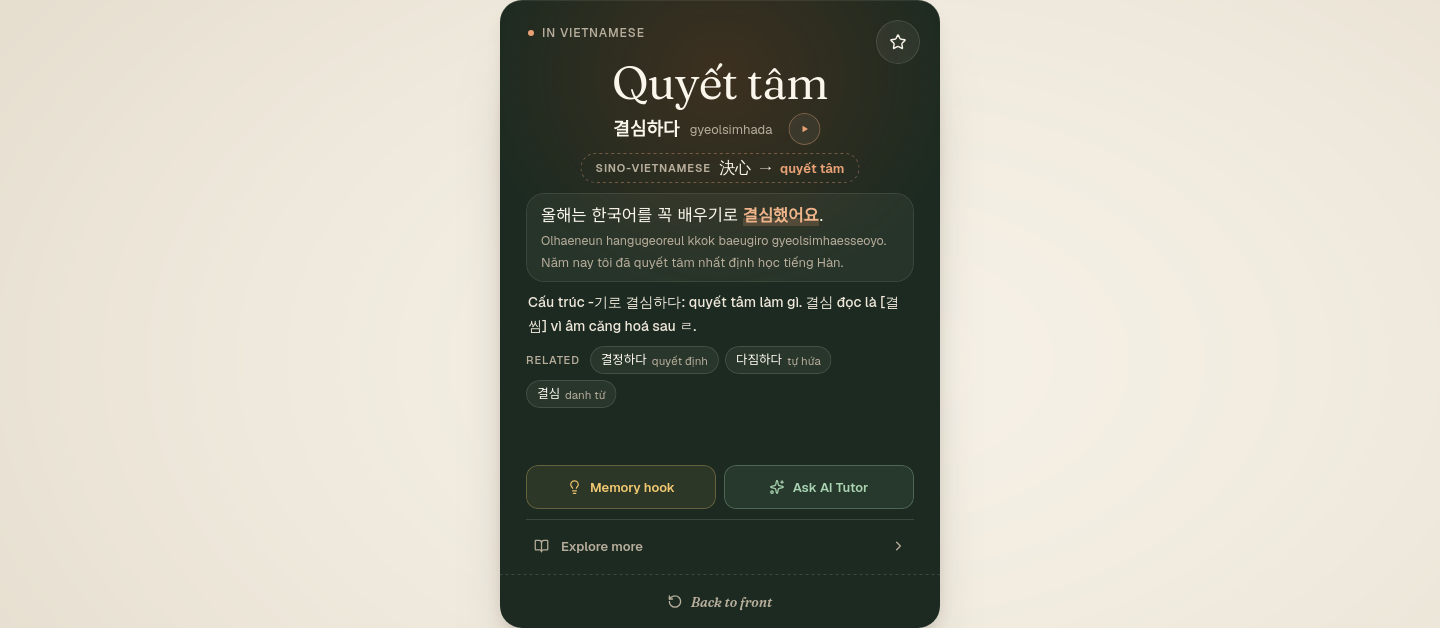 IN VIETNAMESE
Quyết tâm
결심하다 gyeolsimhada
SINO-VIETNAMESE 決心 → quyết tâm
올해는 한국어를 꼭 배우기로 결심했어요.
Olhaeneun hangugeoreul kkok baeugiro gyeolsimhaesseoyo.
Năm nay tôi đã quyết tâm nhất định học tiếng Hàn.
Cấu trúc -기로 결심하다: quyết tâm làm gì. 결심 đọc là [결
씸] vì âm căng hoá sau ㄹ.
RELATED 결정하다 quyết định 다짐하다 tự hứa
결심 danh từ
Memory hook Ask AI Tutor
Explore more
Back to front